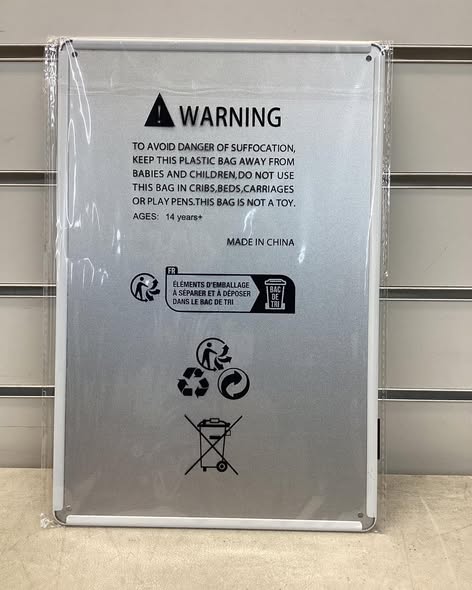 WARNING
TO AVOID DANGER OF SUFFOCATION,
KEEP THIS PLASTIC BAG AWAY FROM
BABIES AND CHILDREN,DO NOT USE
THIS BAG IN CRIBS,BEDS,CARRIAGES
OR PLAY PENS.THIS BAG IS NOT A TOY.
AGES: 14 years+
MADE IN CHINA
FR
ÉLÉMENTS D'EMBALLAGE
À SÉPARER ET À DÉPOSER
DANS LE BAC DE TRI
BAC
DE
TRI